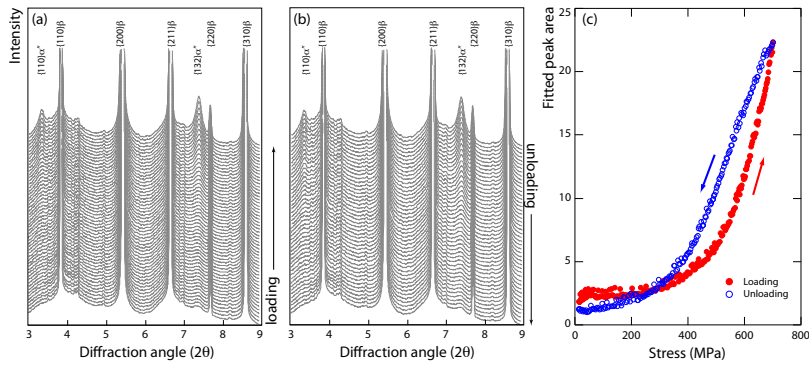 (a)
Intensity
{110}α"
{110}β
{200}β
{211}β
{132}α"
{220}β
{310}β
3 4 5 6 7 8 9
Diffraction angle (2θ)
loading
(b)
{110}α"
{110}β
{200}β
{211}β
{132}α"
{220}β
{310}β
3 4 5 6 7 8 9
Diffraction angle (2θ)
unloading
(c)
Fitted peak area
25
20
15
10
5
0
0 200 400 600 800
Stress (MPa)
Loading
Unloading